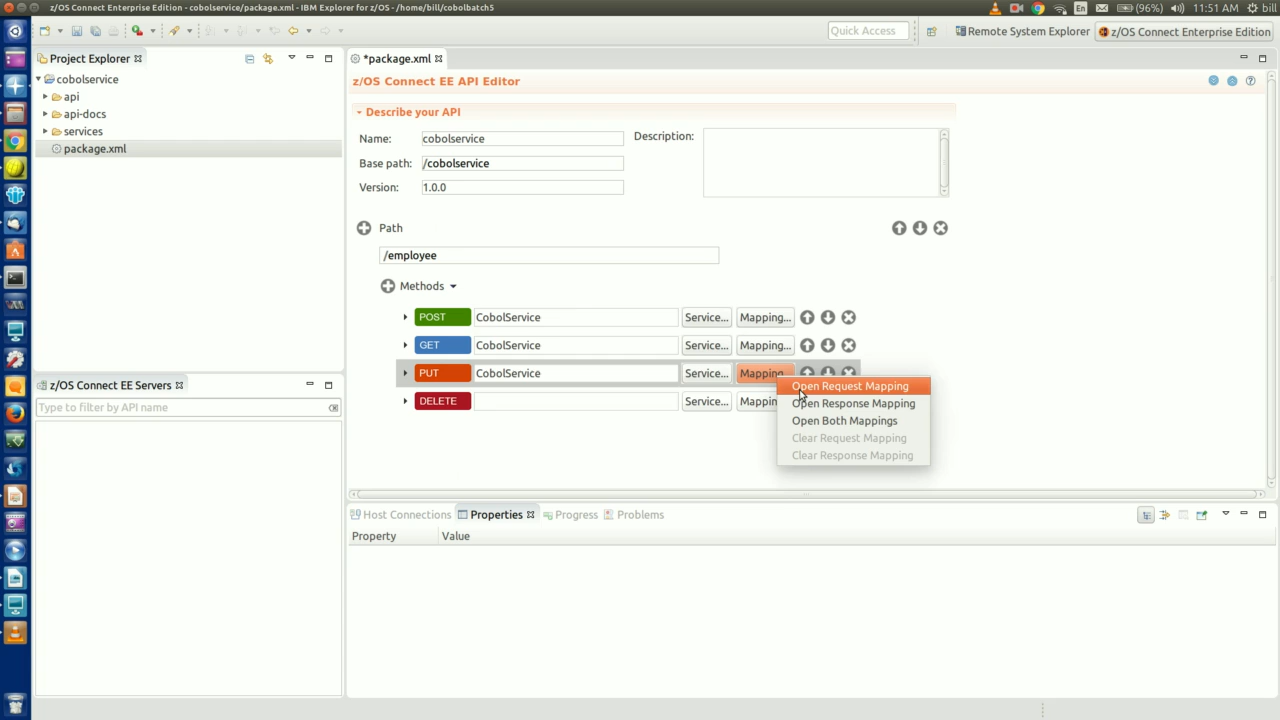 z/OS Connect Enterprise Edition - cobolservice/package.xml - IBM Explorer for z/OS - /home/bill/cobolbatch5
En
(96%)
11:51 AM
bill
Quick Access
Remote System Explorer
z/OS Connect Enterprise Edition
Project Explorer
cobolservice
api
api-docs
services
package.xml
*package.xml
z/OS Connect EE API Editor
Describe your API
Name:
cobolservice
Description:
Base path:
/cobolservice
Version:
1.0.0
Path
/employee
Methods
POST
CobolService
Service...
Mapping...
GET
CobolService
Service...
Mapping...
PUT
CobolService
Service...
Mapping...
DELETE
Service...
Mappin
Open Request Mapping
Open Response Mapping
Open Both Mappings
Clear Request Mapping
Clear Response Mapping
z/OS Connect EE Servers
Type to filter by API name
Host Connections
Properties
Progress
Problems
Property
Value